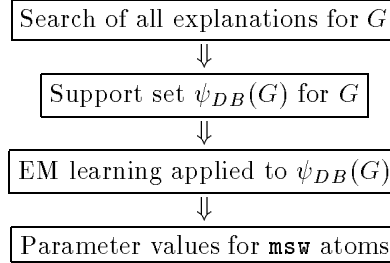 Search of all explanations for G
⇓
Support set ψ_DB(G) for G
⇓
EM learning applied to ψ_DB(G)
⇓
Parameter values for msw atoms